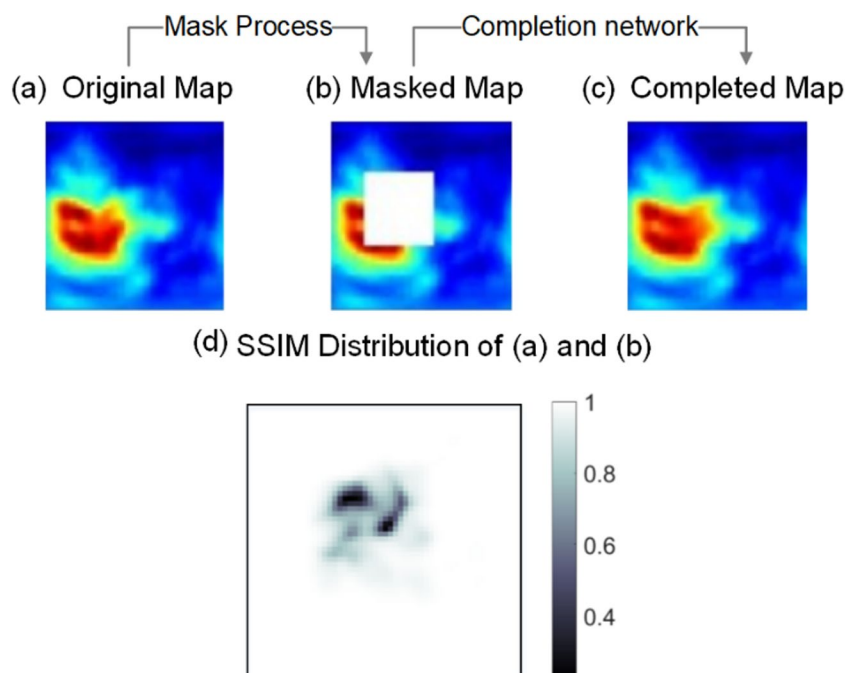 Mask Process
Completion network
(a) Original Map
(b) Masked Map
(c) Completed Map
(d) SSIM Distribution of (a) and (b)
1
0.8
0.6
0.4